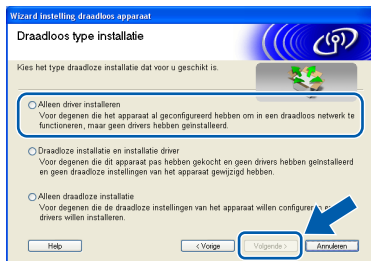 Wizard instelling draadloos apparaat
Draadloos type installatie
Kies het type draadloze installatie dat voor u geschikt is.
Alleen driver installeren
Voor degenen die het apparaat al geconfigureerd hebben om in een draadloos netwerk te
functioneren, maar geen drivers hebben geïnstalleerd.
Draadloze installatie en installatie driver
Voor degenen die dit apparaat pas hebben gekocht en geen drivers hebben geïnstalleerd
en geen draadloze instellingen van het apparaat gewijzigd hebben.
Alleen draadloze installatie
Voor degenen die de draadloze instellingen van het apparaat willen
drivers willen installeren.
Help
< Vorige
Volgende >
Annuleren